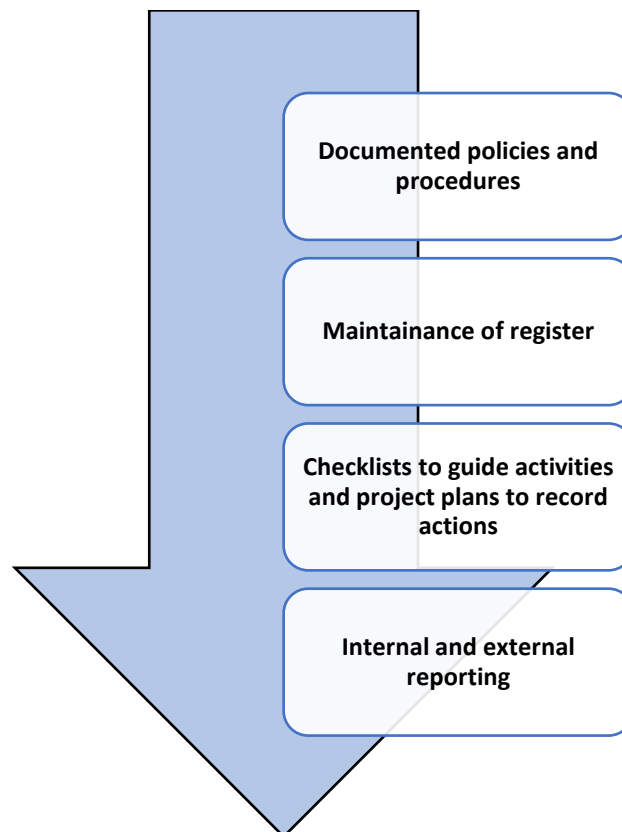 Documented policies and
procedures
Maintainance of register
Checklists to guide activities
and project plans to record
actions
Internal and external
reporting